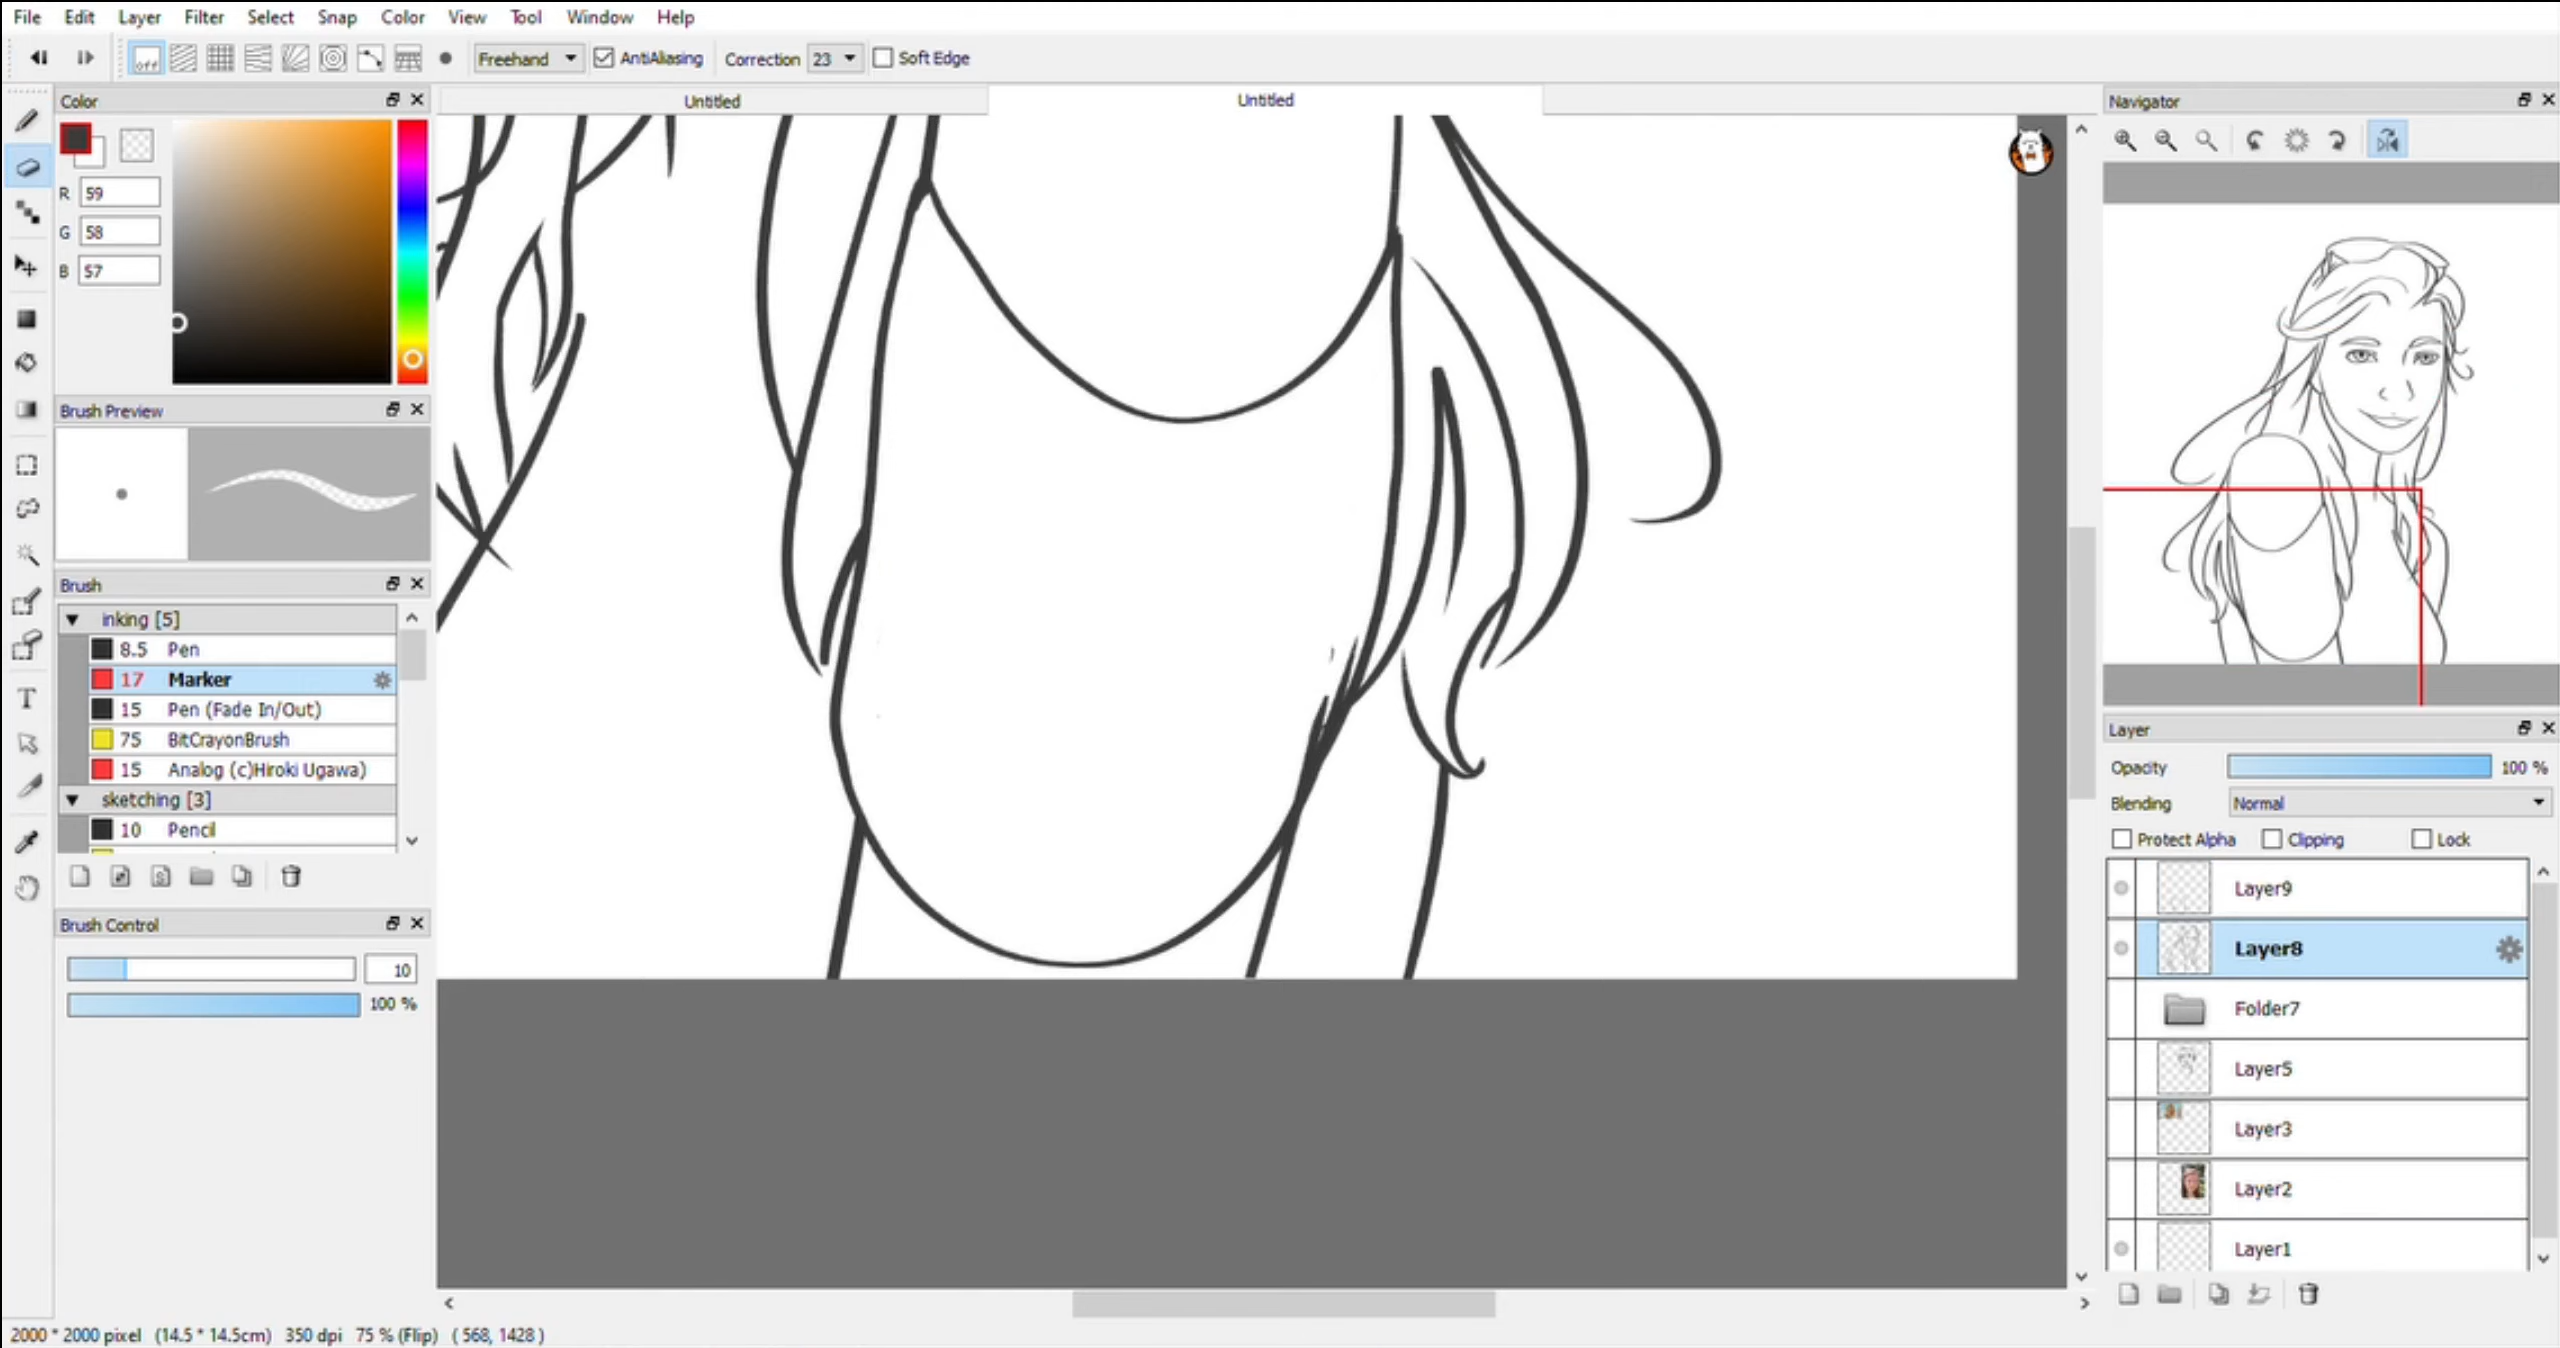 File Edit Layer Filter Select Snap Color View Tool Window Help
off Freehand AntiAliasing Correction 23 Soft Edge
Color
R 59
G 58
B 57
Brush Preview
Brush
inking [5]
8.5 Pen
17 Marker
15 Pen (Fade In/Out)
75 BitCrayonBrush
15 Analog (c)Hiroki Ugawa)
sketching [3]
10 Pencil
Brush Control
10
100 %
Untitled Untitled
Navigator
Layer
Opacity 100 %
Blending Normal
Protect Alpha Clipping Lock
Layer9
Layer8
Folder7
Layer5
Layer3
Layer2
Layer1
2000 * 2000 pixel (14.5 * 14.5cm) 350 dpi 75 % (Flip) ( 568, 1428 )